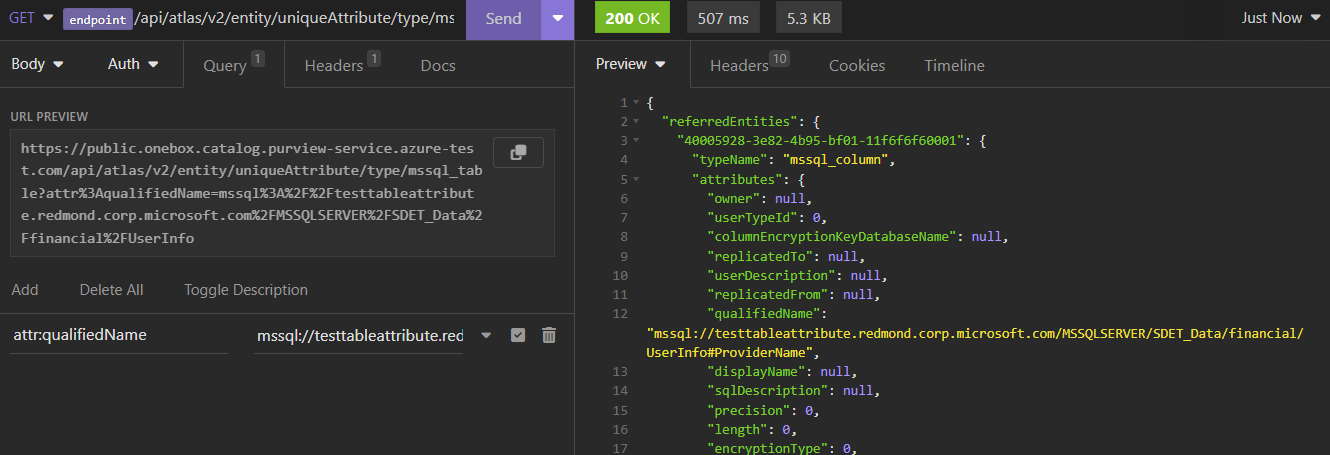 GET endpoint /api/atlas/v2/entity/uniqueAttribute/type/ms Send
Body Auth Query 1 Headers 1 Docs
URL PREVIEW
https://public.onebox.catalog.purview-service.azure-tes
t.com/api/atlas/v2/entity/uniqueAttribute/type/mssql_ta
ble?attr%3AqualifiedName=mssql%3A%2F%2Ftesttableattribut
e.redmond.corp.microsoft.com%2FMSSQLSERVER%2FSDET_Data%2
Ffinancial%2FUserInfo
Add Delete All Toggle Description
attr:qualifiedName mssql://testtableattribute.red
200 OK 507 ms 5.3 KB Just Now
Preview Headers 10 Cookies Timeline
1 {
2 "referredEntities": {
3 "40005928-3e82-4b95-bf01-11f6f6f60001": {
4 "typeName": "mssql_column",
5 "attributes": {
6 "owner": null,
7 "userTypeId": 0,
8 "columnEncryptionKeyDatabaseName": null,
9 "replicatedTo": null,
10 "userDescription": null,
11 "replicatedFrom": null,
12 "qualifiedName":
"mssql://testtableattribute.redmond.corp.microsoft.com/MSSQLSERVER/SDET_Data/financial/
UserInfo#ProviderName",
13 "displayName": null,
14 "sqlDescription": null,
15 "precision": 0,
16 "length": 0,
17 "encryptionType": 0,